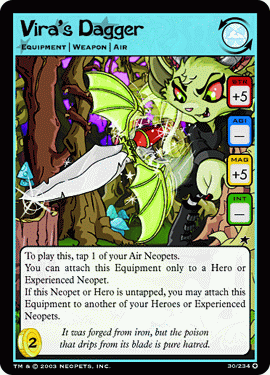 Vira's Dagger
EQUIPMENT | WEAPON | AIR
STR
+5
AGI
–
MAG
+5
INT
–
To play this, tap 1 of your Air Neopets.
You can attach this Equipment only to a Hero or
Experienced Neopet.
If this Neopet or Hero is untapped, you may attach this
Equipment to another of your Heroes or Experienced
Neopets.
It was forged from iron, but the poison
that drips from its blade is pure hatred.
2
TM & © 2003 NEOPETS, INC.
30/234